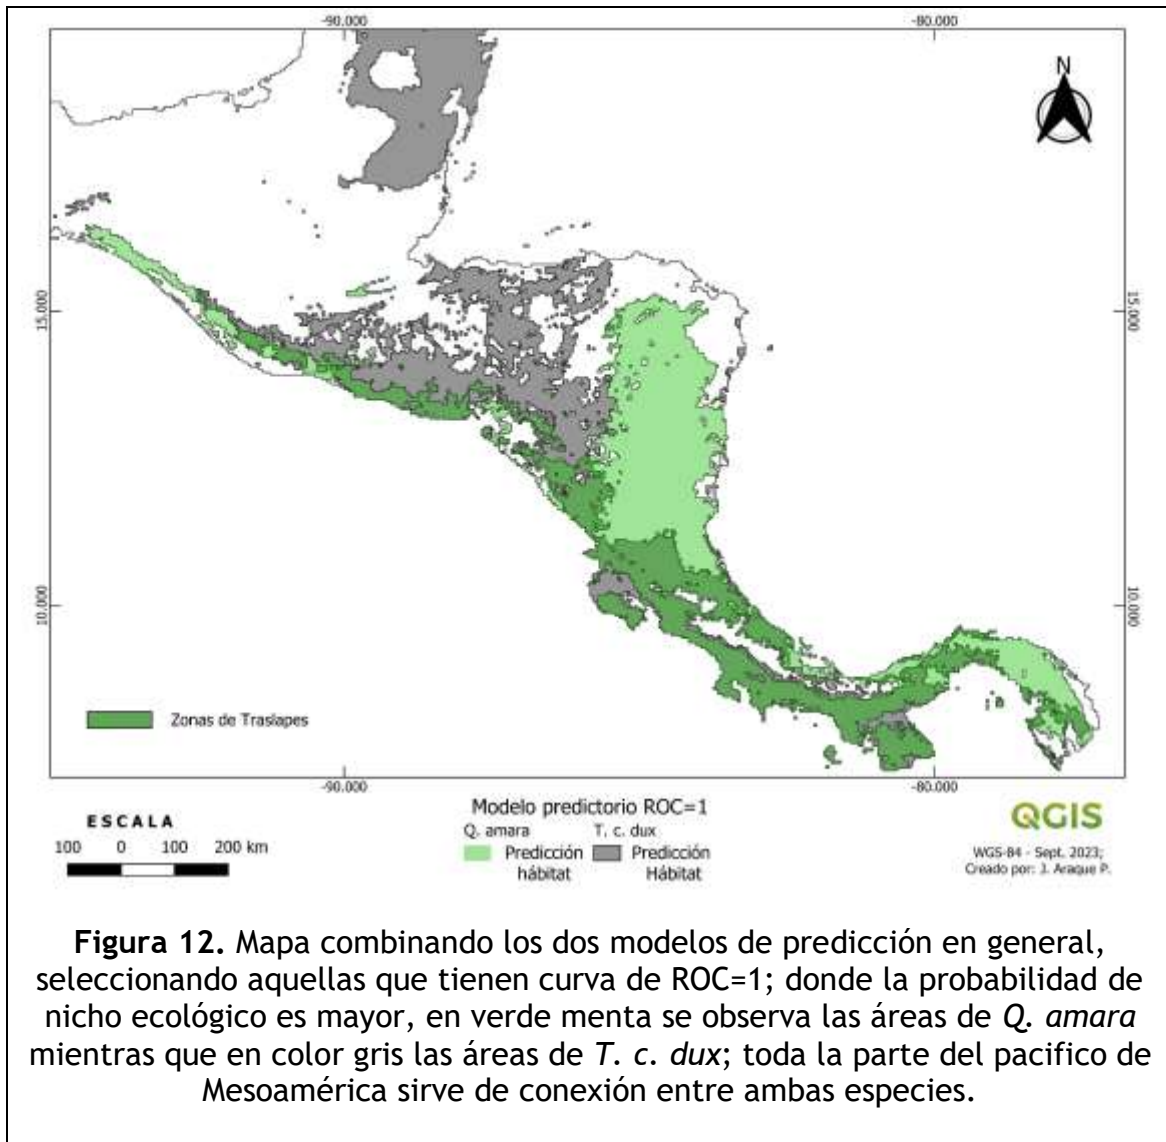 -90.000
-80.000
N
15.000
15.000
10.000
10.000
Zonas de Traslapes
-90.000
-80.000
ESCALA
100 0 100 200 km
Modelo predictorio ROC=1
Q. amara T. c. dux
Predicción hábitat
Predicción Hábitat
QGIS
WGS-84 - Sept. 2023;
Creado por: J. Araque P.
Figura 12. Mapa combinando los dos modelos de predicción en general,
seleccionando aquellas que tienen curva de ROC=1; donde la probabilidad de
nicho ecológico es mayor, en verde menta se observa las áreas de Q. amara
mientras que en color gris las áreas de T. c. dux; toda la parte del pacifico de
Mesoamérica sirve de conexión entre ambas especies.